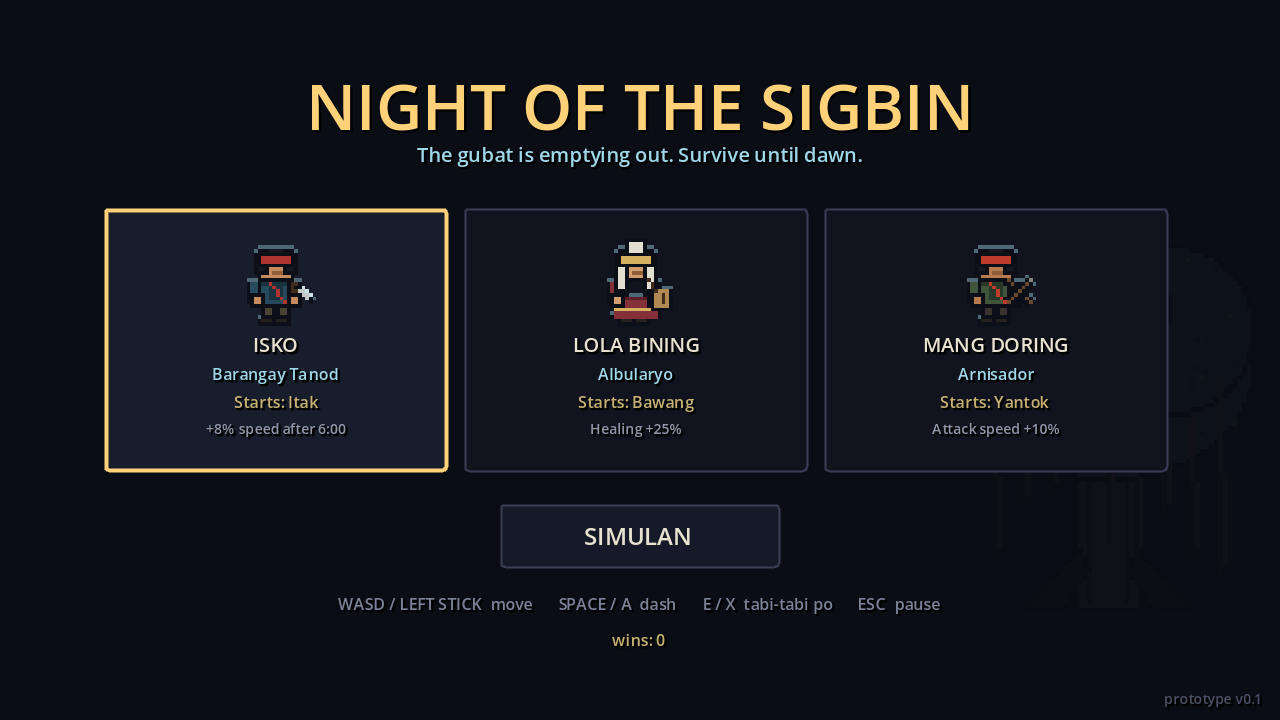 NIGHT OF THE SIGBIN
The gubat is emptying out. Survive until dawn.
ISKO
Barangay Tanod
Starts: Itak
+8% speed after 6:00
LOLA BINING
Albularyo
Starts: Bawang
Healing +25%
MANG DORING
Arnisador
Starts: Yantok
Attack speed +10%
SIMULAN
WASD / LEFT STICK move SPACE / A dash E / X tabi-tabi po ESC pause
wins: 0
prototype v0.1